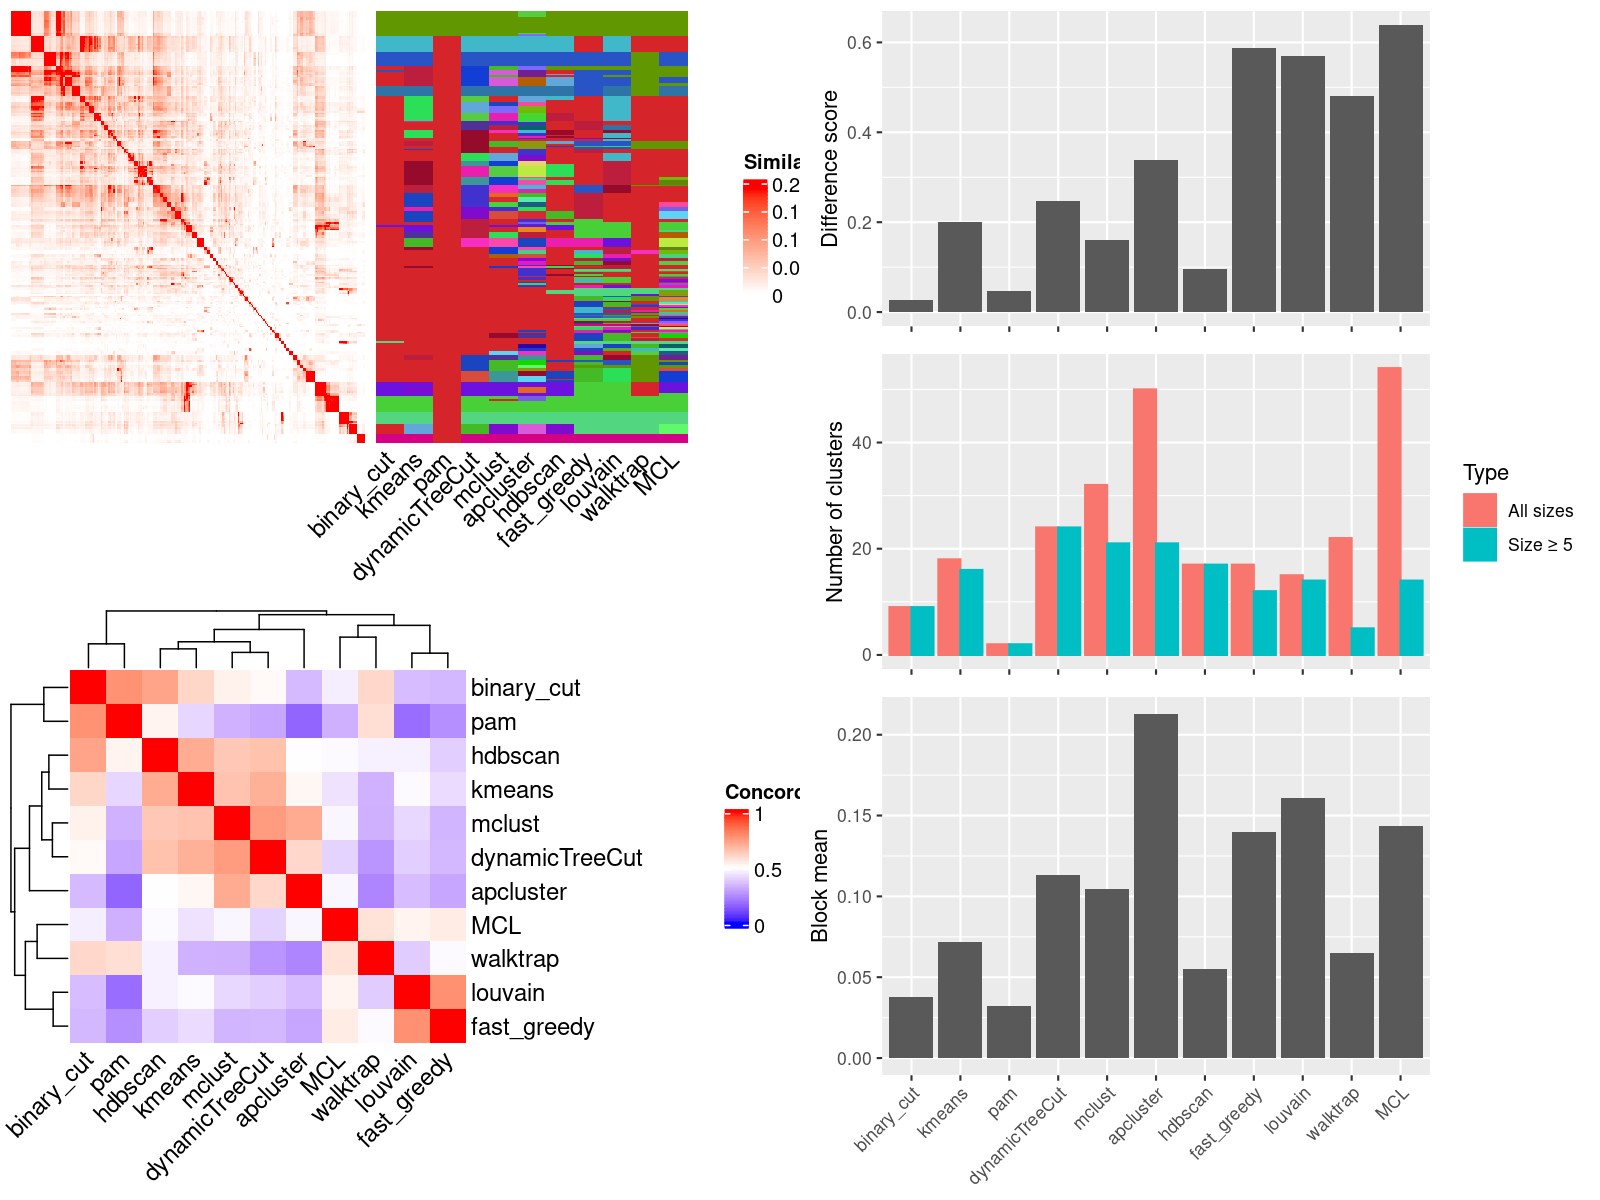 Simila
0.2
0.1
0.1
0.0
0
binary_cut
kmeans
pam
dynamicTreeCut
mclust
apcluster
hdbscan
fast_greedy
louvain
walktrap
MCL
binary_cut
pam
hdbscan
kmeans
mclust
dynamicTreeCut
apcluster
MCL
walktrap
louvain
fast_greedy
Concord
1
0.5
0
binary_cut
pam
hdbscan
kmeans
mclust
dynamicTreeCut
apcluster
MCL
walktrap
louvain
fast_greedy
Difference score
0.6
0.4
0.2
0.0
Number of clusters
40
20
0
Type
All sizes
Size ≥ 5
Block mean
0.20
0.15
0.10
0.05
0.00
binary_cut
kmeans
pam
dynamicTreeCut
mclust
apcluster
hdbscan
fast_greedy
louvain
walktrap
MCL